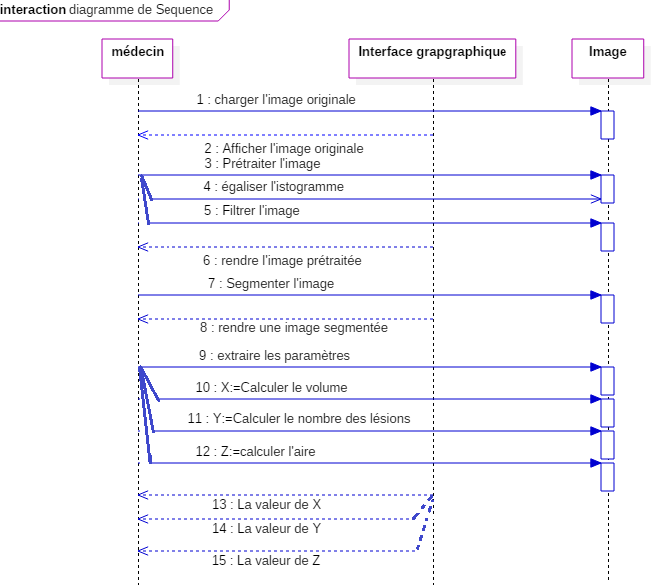 interaction diagramme de Sequence
médecin
Interface grapgraphique
Image
1 : charger l'image originale
2 : Afficher l'image originale
3 : Prétraiter l'image
4 : égaliser l'istogramme
5 : Filtrer l'image
6 : rendre l'image prétraitée
7 : Segmenter l'image
8 : rendre une image segmentée
9 : extraire les paramètres
10 : X:=Calculer le volume
11 : Y:=Calculer le nombre des lésions
12 : Z:=calculer l'aire
13 : La valeur de X
14 : La valeur de Y
15 : La valeur de Z